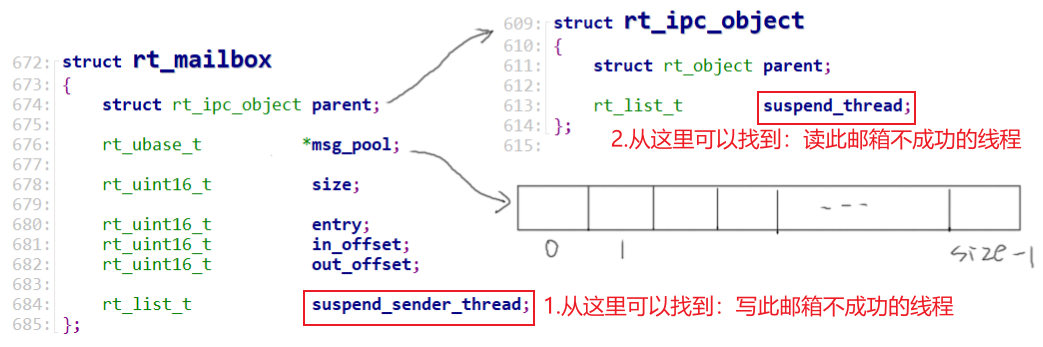 672: struct rt_mailbox
673: {
674: struct rt_ipc_object parent;
675:
676: rt_ubase_t *msg_pool;
677:
678: rt_uint16_t size;
679:
680: rt_uint16_t entry;
681: rt_uint16_t in_offset;
682: rt_uint16_t out_offset;
683:
684: rt_list_t suspend_sender_thread;
685: };
1.从这里可以找到：写此邮箱不成功的线程
609: struct rt_ipc_object
610: {
611: struct rt_object parent;
612:
613: rt_list_t suspend_thread;
614: };
615:
2.从这里可以找到：读此邮箱不成功的线程
0 1 size-1